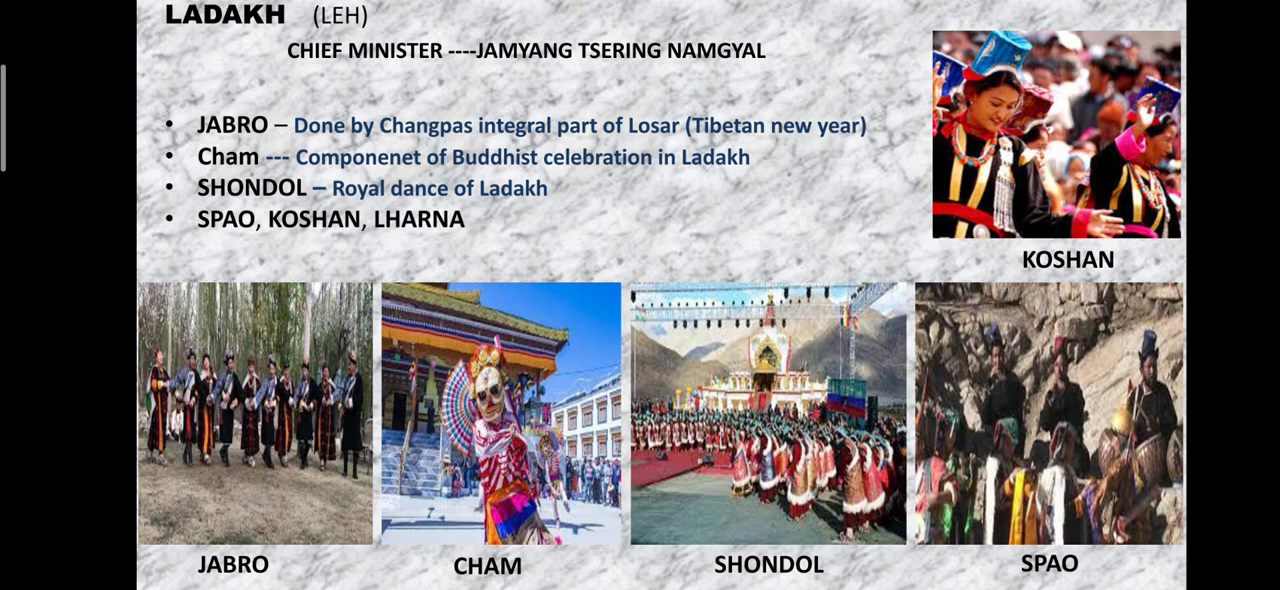 LADAKH (LEH)
CHIEF MINISTER ----JAMYANG TSERING NAMGYAL
• JABRO – Done by Changpas integral part of Losar (Tibetan new year)
• Cham --- Componenet of Buddhist celebration in Ladakh
• SHONDOL – Royal dance of Ladakh
• SPAO, KOSHAN, LHARNA
KOSHAN
JABRO
CHAM
SHONDOL
SPAO